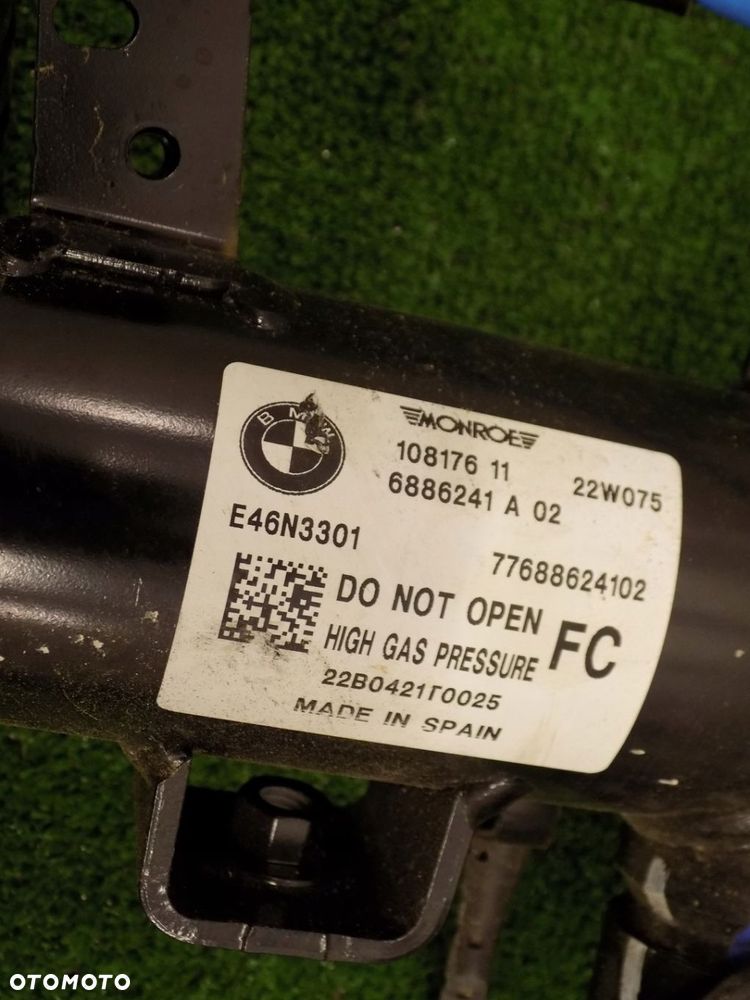 BMW
MONROE
108176 11
22W075
6886241 A 02
E46N3301
77688624102
DO NOT OPEN
FC
HIGH GAS PRESSURE
22B0421T0025
MADE IN SPAIN
OTOMOTO